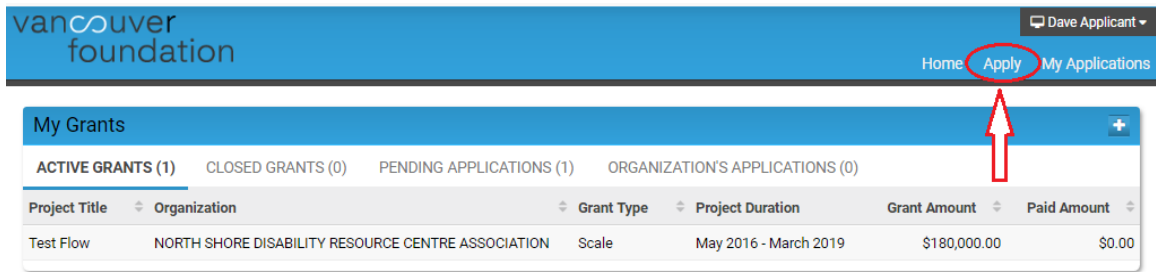 vancouver
foundation
Dave Applicant
Home Apply My Applications
My Grants
+
ACTIVE GRANTS (1) CLOSED GRANTS (0) PENDING APPLICATIONS (1) ORGANIZATION'S APPLICATIONS (0)
Project Title Organization Grant Type Project Duration Grant Amount Paid Amount
Test Flow NORTH SHORE DISABILITY RESOURCE CENTRE ASSOCIATION Scale May 2016 - March 2019 $180,000.00 $0.00